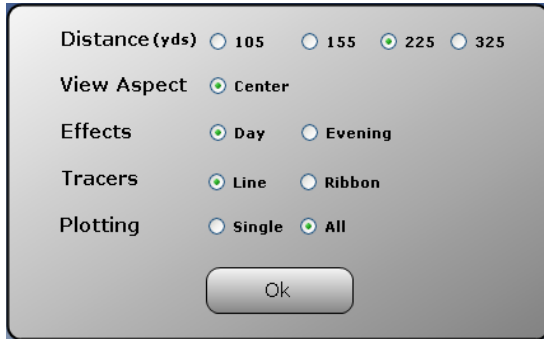 Distance (yds) 105 155 225 325
View Aspect Center
Effects Day Evening
Tracers Line Ribbon
Plotting Single All
Ok